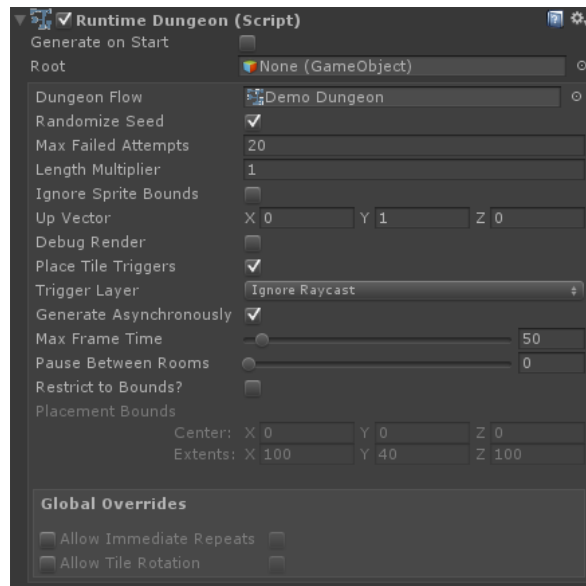 Runtime Dungeon (Script)
Generate on Start
Root None (GameObject)
Dungeon Flow Demo Dungeon
Randomize Seed
Max Failed Attempts 20
Length Multiplier 1
Ignore Sprite Bounds
Up Vector X 0 Y 1 Z 0
Debug Render
Place Tile Triggers
Trigger Layer Ignore Raycast
Generate Asynchronously
Max Frame Time 50
Pause Between Rooms 0
Restrict to Bounds?
Placement Bounds
Center: X 0 Y 0 Z 0
Extents: X 100 Y 40 Z 100
Global Overrides
Allow Immediate Repeats
Allow Tile Rotation